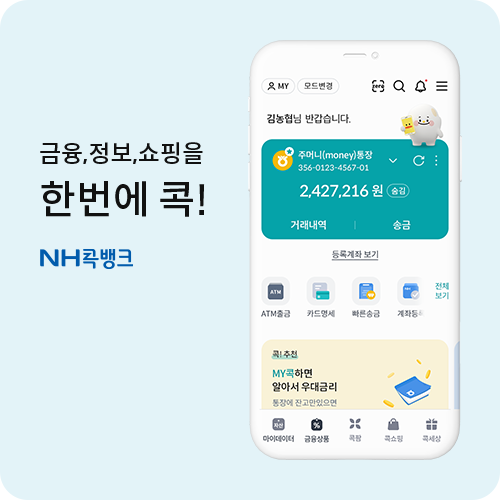 금융,정보,쇼핑을
한번에 콕!
NH콕뱅크
MY 모드변경
zero
김농협님 반갑습니다.
주머니(money)통장
356-0123-4567-01
2,427,216 원 숨김
거래내역 송금
등록계좌 보기
ATM
ATM출금 카드명세 빠른송금 계좌등록
전체
보기
콕! 추천
MY콕하면
알아서 우대금리
통장에 잔고만있으면
자산
마이데이터 금융상품 콕팜 콕쇼핑 콕세상